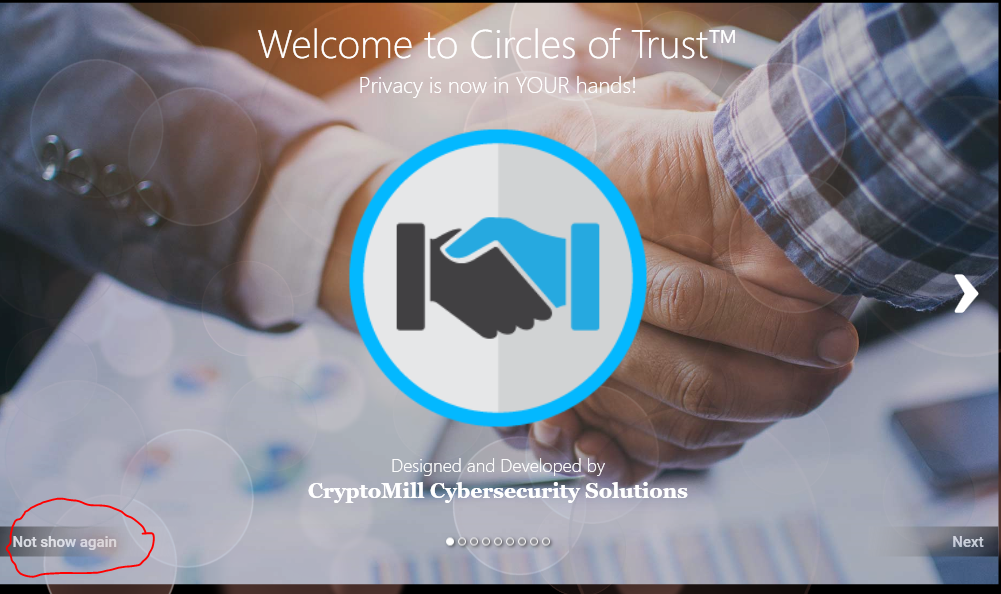 Welcome to Circles of Trust™
Privacy is now in YOUR hands!
Designed and Developed by
CryptoMill Cybersecurity Solutions
Not show again
Next